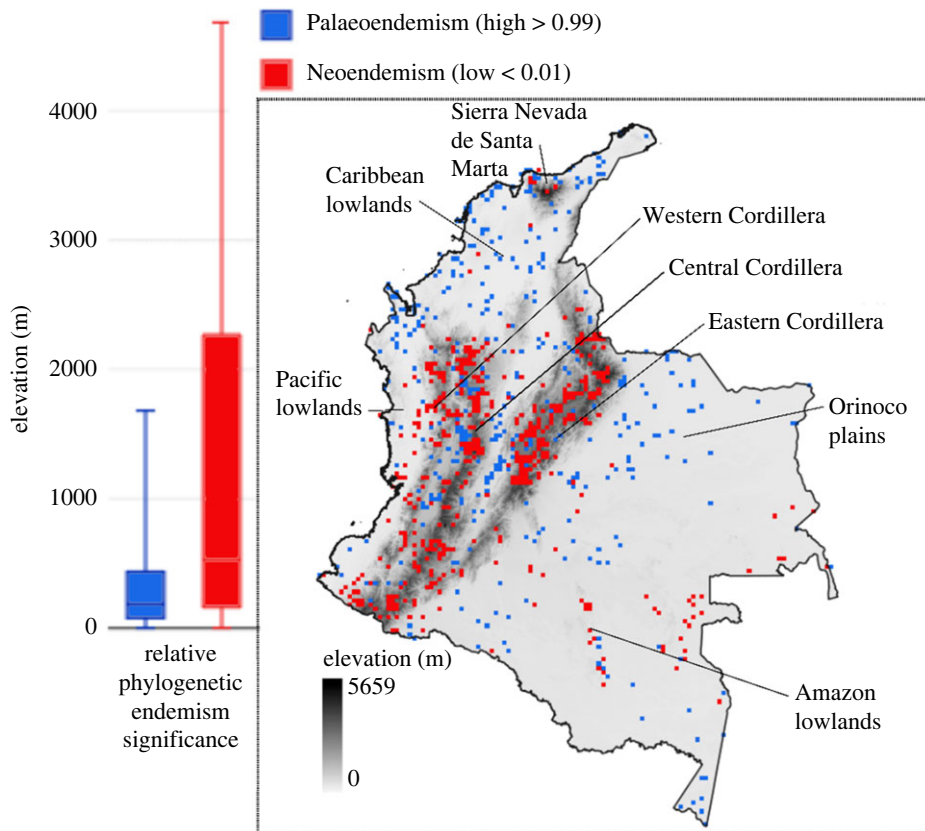 Palaeoendemism (high > 0.99)
Neoendemism (low < 0.01)
elevation (m)
4000
3000
2000
1000
0
relative
phylogenetic
endemism
significance
Sierra Nevada
de Santa
Marta
Caribbean
lowlands
Western Cordillera
Central Cordillera
Eastern Cordillera
Pacific
lowlands
Orinoco
plains
Amazon
lowlands
elevation (m)
5659
0